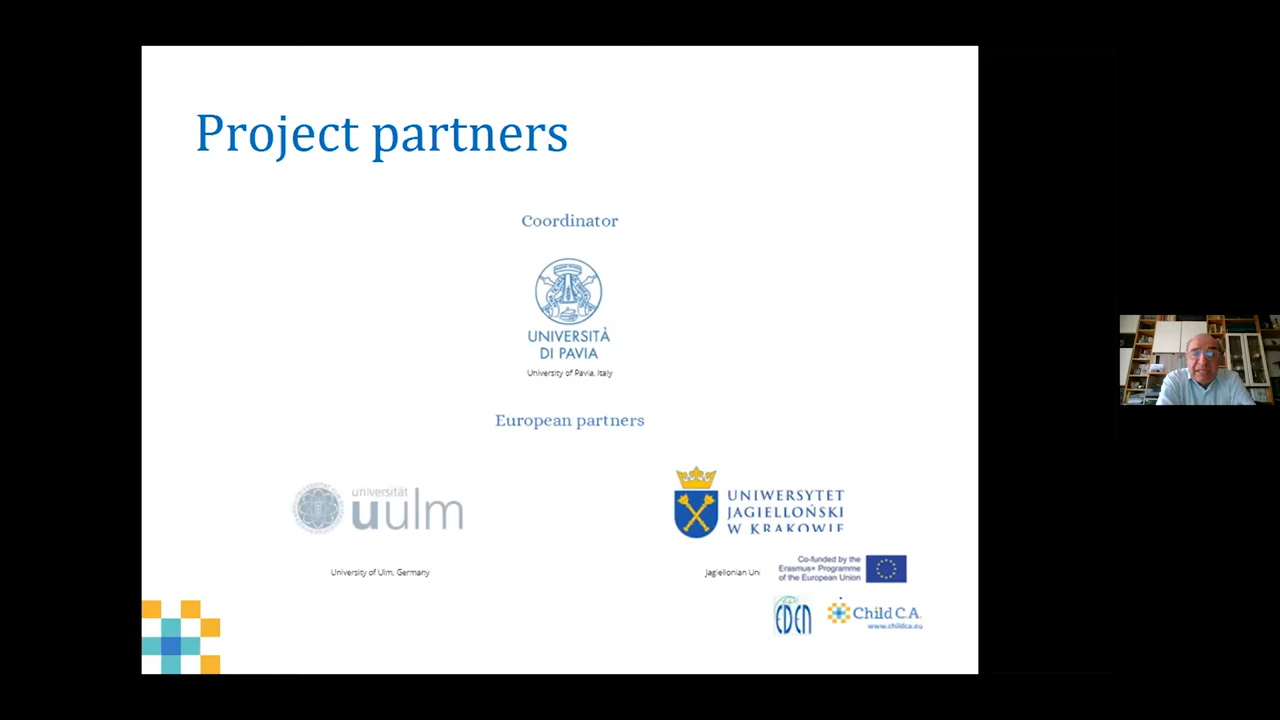 Project partners
Coordinator
UNIVERSITÀ
DI PAVIA
University of Pavia, Italy
European partners
universität
uulm
UNIWERSYTET
JAGIELLOŃSKI
W KRAKOWIE
University of Ulm, Germany
Jagiellonian Uni
Co-funded by the
Erasmus+ Programme
of the European Union
EDEN
Child C.A.
www.childca.eu